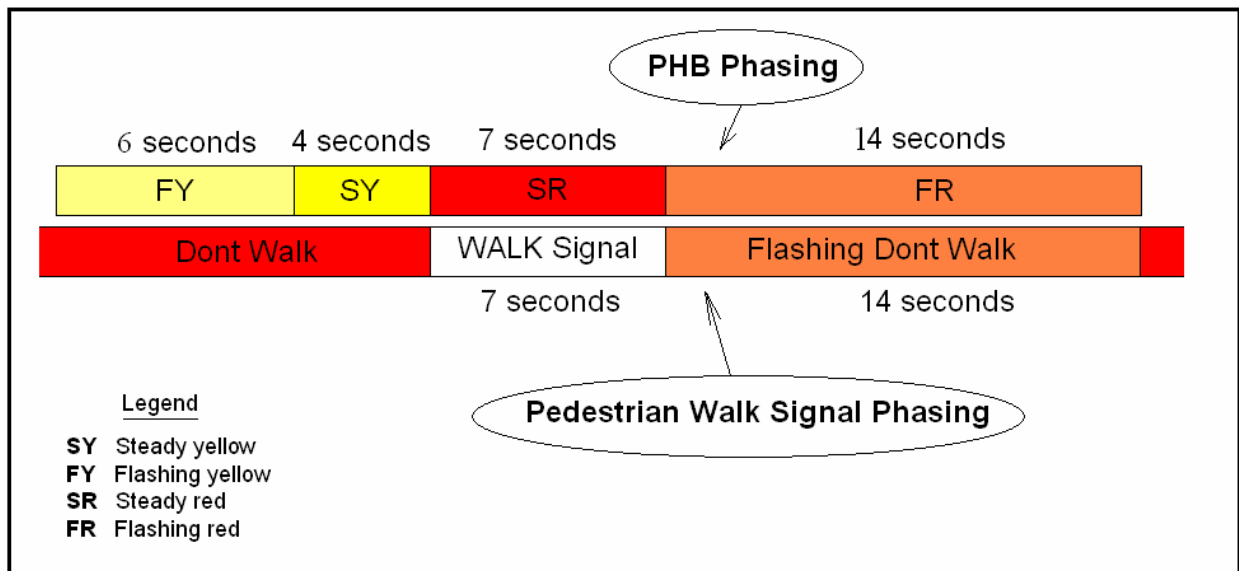 PHB Phasing
6 seconds 4 seconds 7 seconds 14 seconds
FY SY SR FR
Dont Walk WALK Signal Flashing Dont Walk
7 seconds 14 seconds
Pedestrian Walk Signal Phasing
Legend
SY Steady yellow
FY Flashing yellow
SR Steady red
FR Flashing red